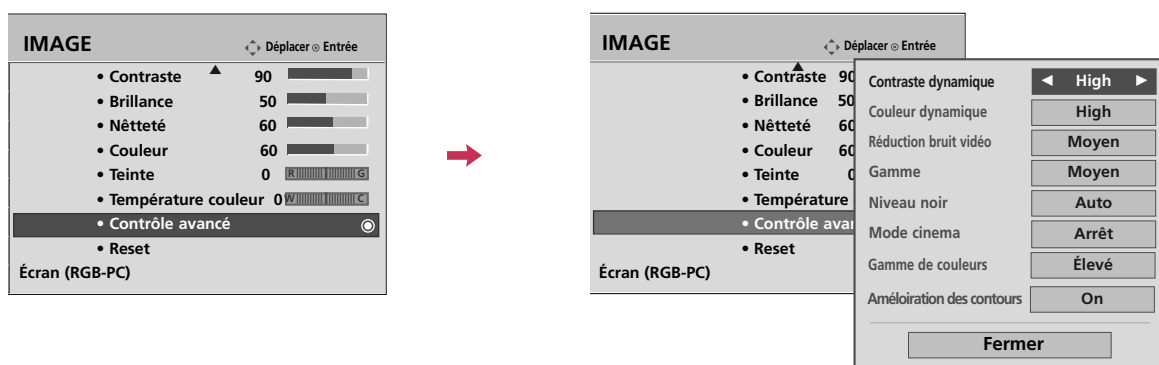 IMAGE
Déplacer Entrée
• Contraste 90
• Brillance 50
• Nêtteté 60
• Couleur 60
• Teinte 0 R G
• Température couleur 0 W C
• Contrôle avancé
• Reset
Écran (RGB-PC)
IMAGE
Déplacer Entrée
• Contraste 90
• Brillance 50
• Nêtteté 60
• Couleur 60
• Teinte 0
• Température
• Contrôle avan
• Reset
Écran (RGB-PC)
Contraste dynamique ◄ High ►
Couleur dynamique High
Réduction bruit vidéo Moyen
Gamme Moyen
Niveau noir Auto
Mode cinema Arrêt
Gamme de couleurs Élevé
Améloiration des contours On
Fermer